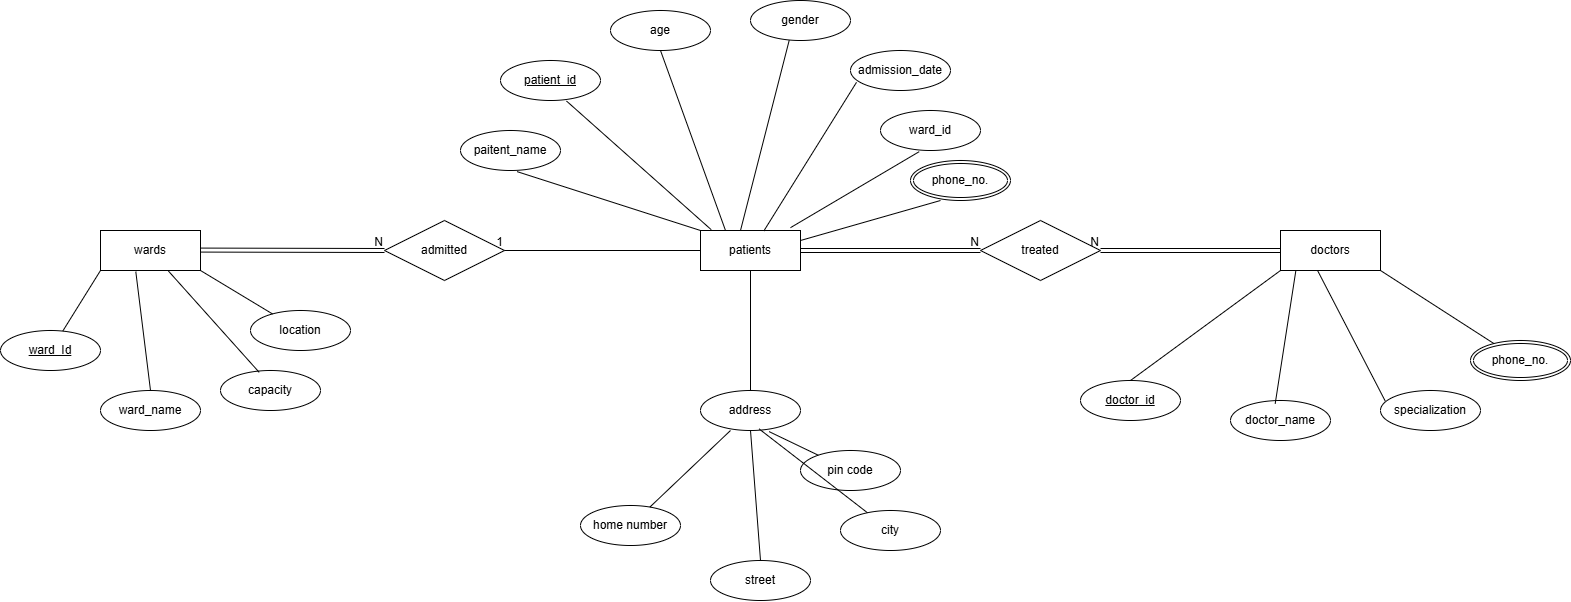 gender
age
admission_date
patient_id
ward_id
paitent_name
phone_no.
wards
N
admitted
1
patients
N
treated
N
doctors
location
ward_Id
capacity
ward_name
address
phone_no.
doctor_id
doctor_name
specialization
pin code
home number
city
street